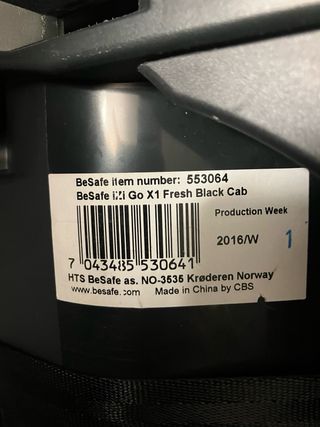 BeSafe item number: 553064
BeSafe iZi Go X1 Fresh Black Cab
Production Week
2016/W 1
7 043485 530641
HTS BeSafe as. NO-3535 Krøderen Norway
www.besafe.com Made in China by CBS